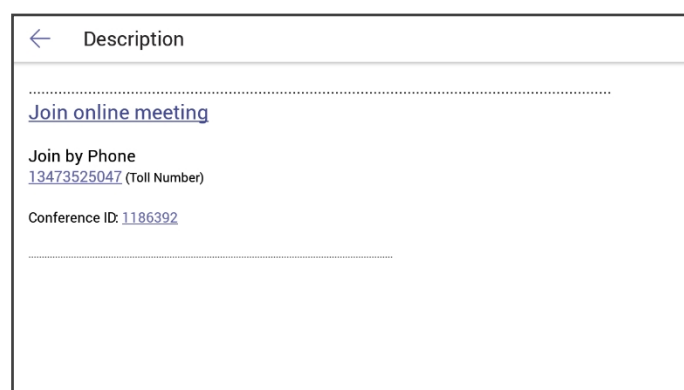 Description
Join online meeting
Join by Phone
13473525047 (Toll Number)
Conference ID: 1186392